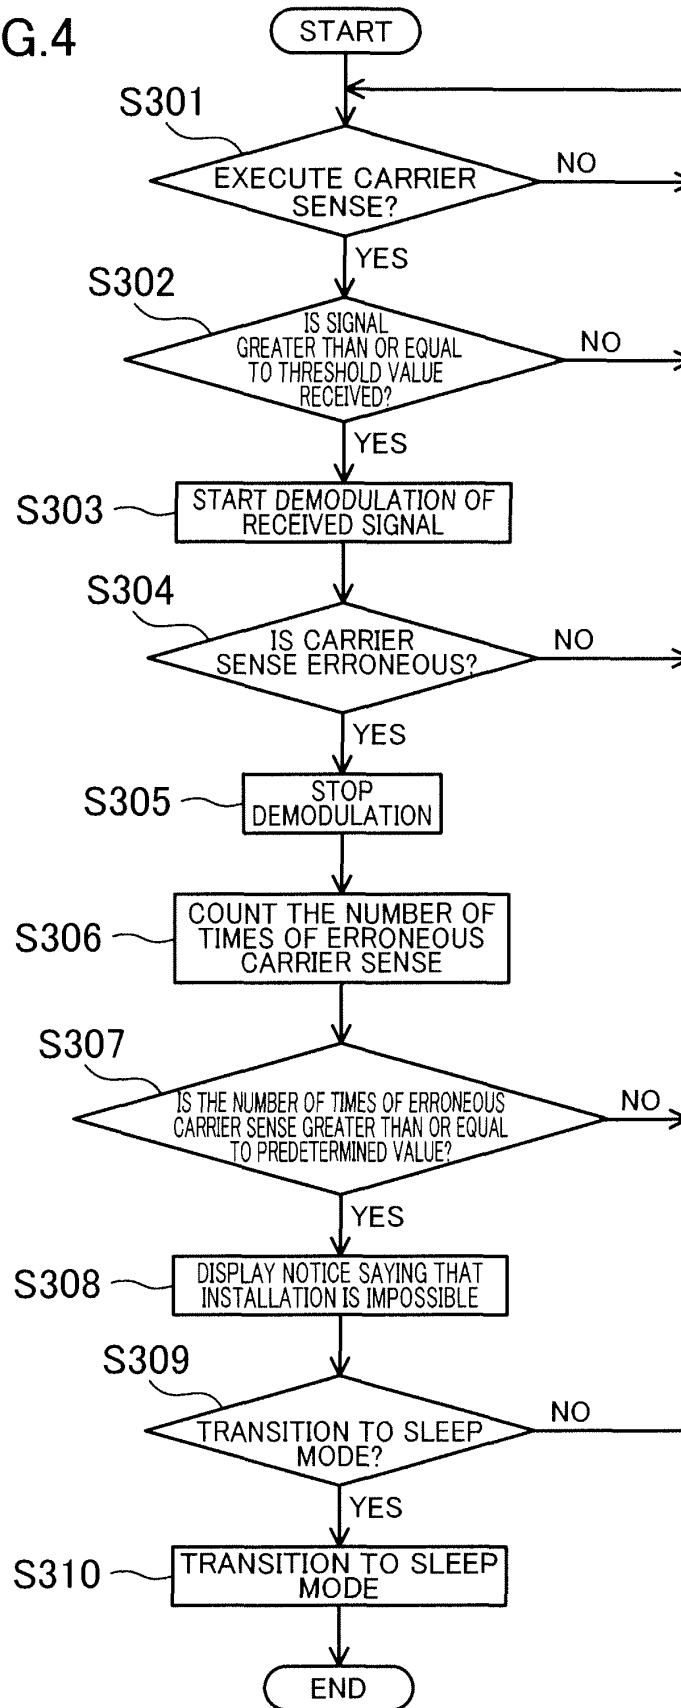 G.4
START
S301
EXECUTE CARRIER
SENSE?
NO
YES
S302
IS SIGNAL
GREATER THAN OR EQUAL
TO THRESHOLD VALUE
RECEIVED?
NO
YES
S303
START DEMODULATION OF
RECEIVED SIGNAL
S304
IS CARRIER
SENSE ERRONEOUS?
NO
YES
S305
STOP
DEMODULATION
S306
COUNT THE NUMBER OF
TIMES OF ERRONEOUS
CARRIER SENSE
S307
IS THE NUMBER OF TIMES OF ERRONEOUS
CARRIER SENSE GREATER THAN OR EQUAL
TO PREDETERMINED VALUE?
NO
YES
S308
DISPLAY NOTICE SAYING THAT
INSTALLATION IS IMPOSSIBLE
S309
TRANSITION TO SLEEP
MODE?
NO
YES
S310
TRANSITION TO SLEEP
MODE
END